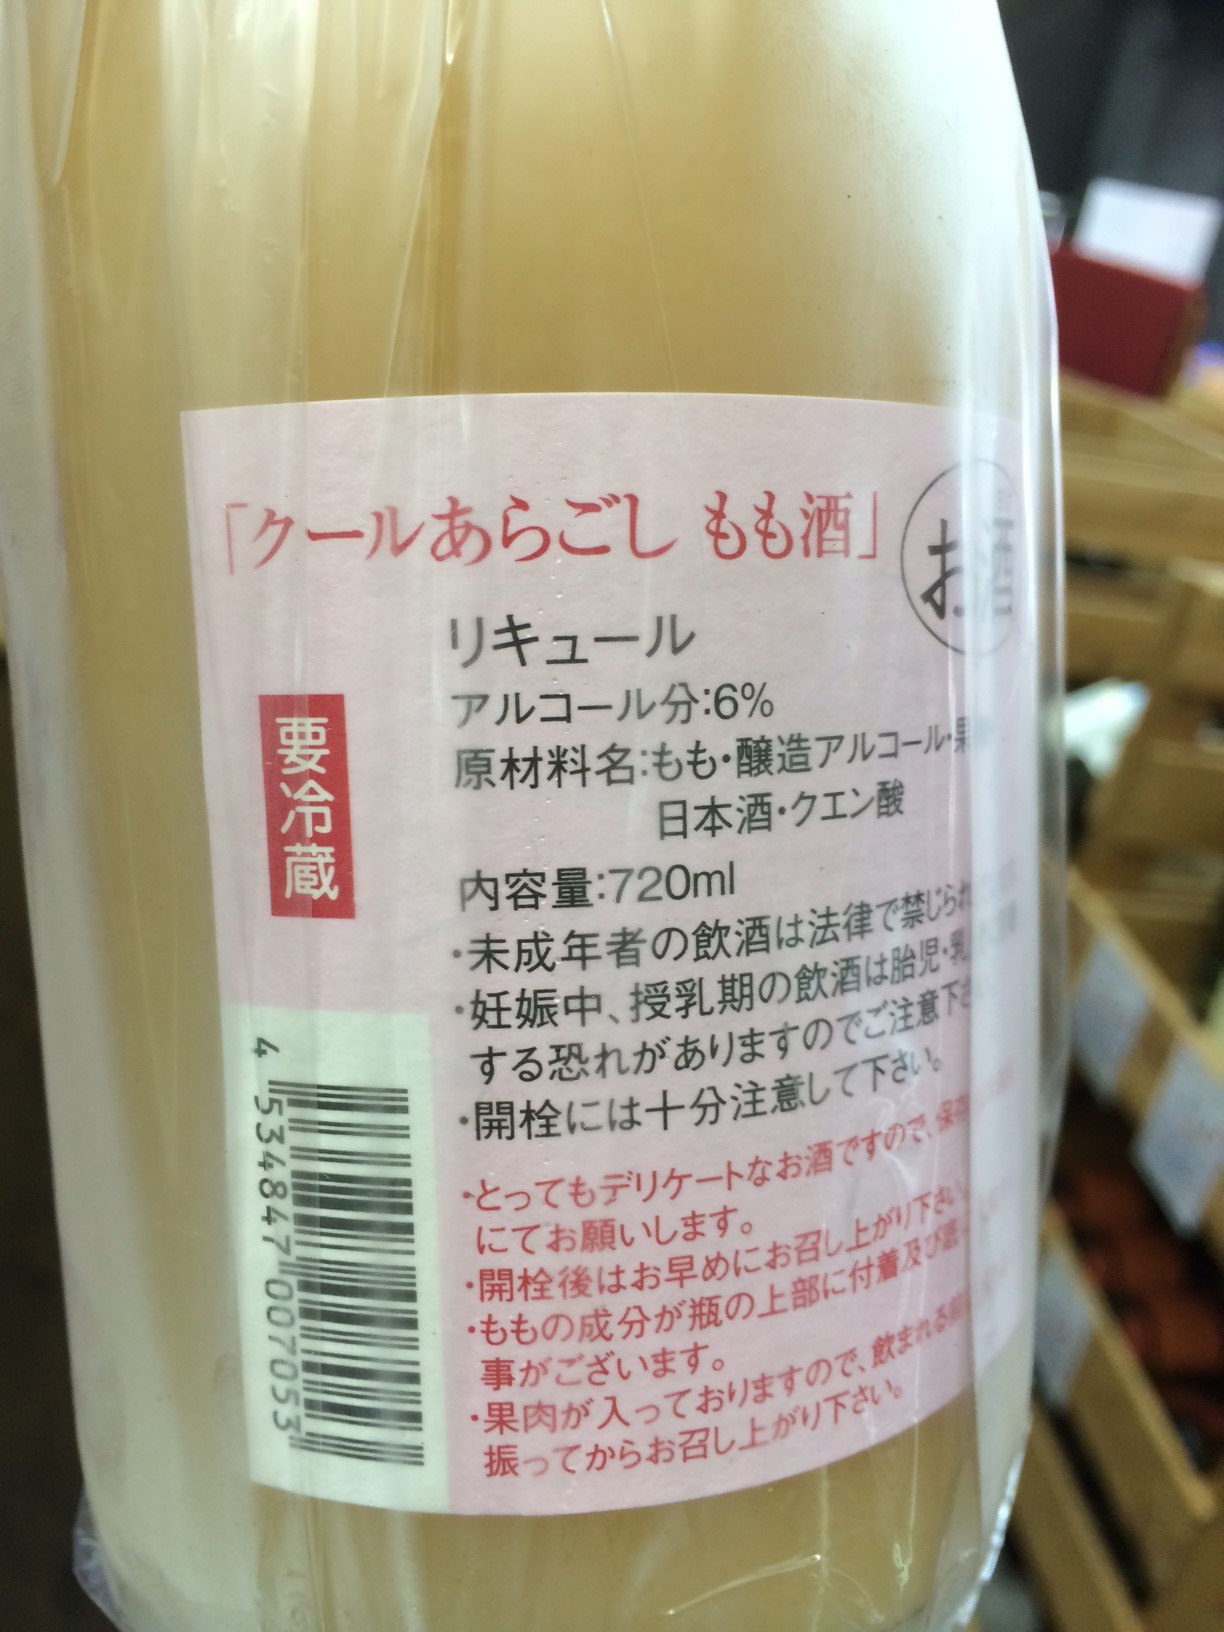 「クールあらごし もも酒」
お酒
リキュール
アルコール分:6%
原材料名:もも・醸造アルコール・果
日本酒・クエン酸
内容量:720ml
・未成年者の飲酒は法律で禁じられ
・妊娠中、授乳期の飲酒は胎児・乳
する恐れがありますのでご注意下さ
・開栓には十分注意して下さい。
・とってもデリケートなお酒ですので、保存
にてお願いします。
・開栓後はお早めにお召し上がり下さい
・ももの成分が瓶の上部に付着及び底
事がございます。
・果肉が入っておりますので、飲まれる前
振ってからお召し上がり下さい。
要冷蔵
4 534847 007053